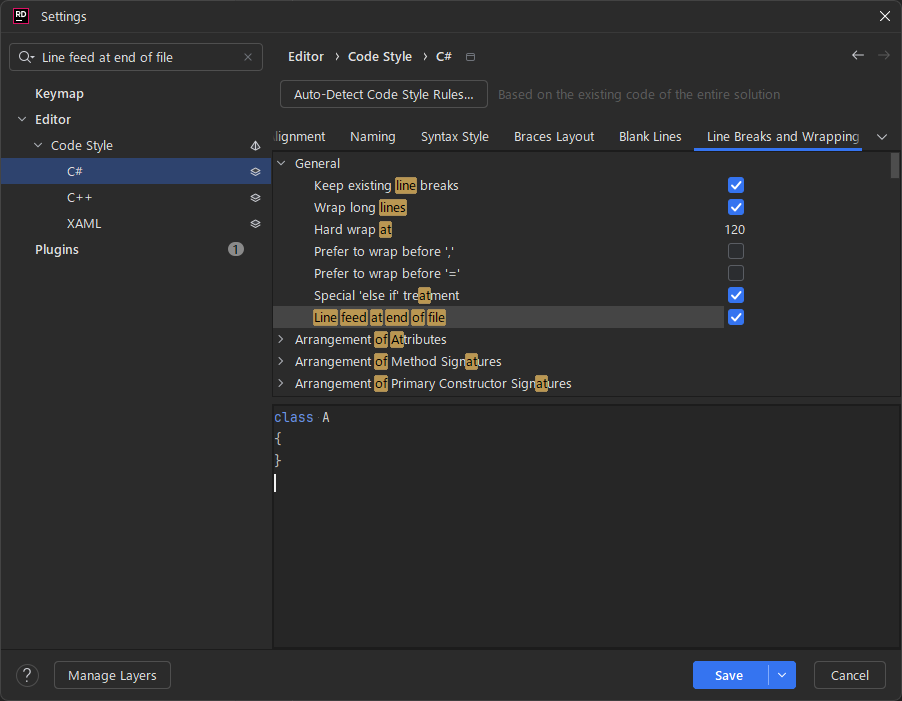 RD Settings
Line feed at end of file
Editor › Code Style › C#
Auto-Detect Code Style Rules... Based on the existing code of the entire solution
Keymap
Editor
Code Style
C#
C++
XAML
Plugins 1
lignment Naming Syntax Style Braces Layout Blank Lines Line Breaks and Wrapping
General
Keep existing line breaks
Wrap long lines
Hard wrap at 120
Prefer to wrap before ','
Prefer to wrap before '='
Special 'else if' treatment
Line feed at end of file
Arrangement of Attributes
Arrangement of Method Signatures
Arrangement of Primary Constructor Signatures
class A
{
}
? Manage Layers Save Cancel